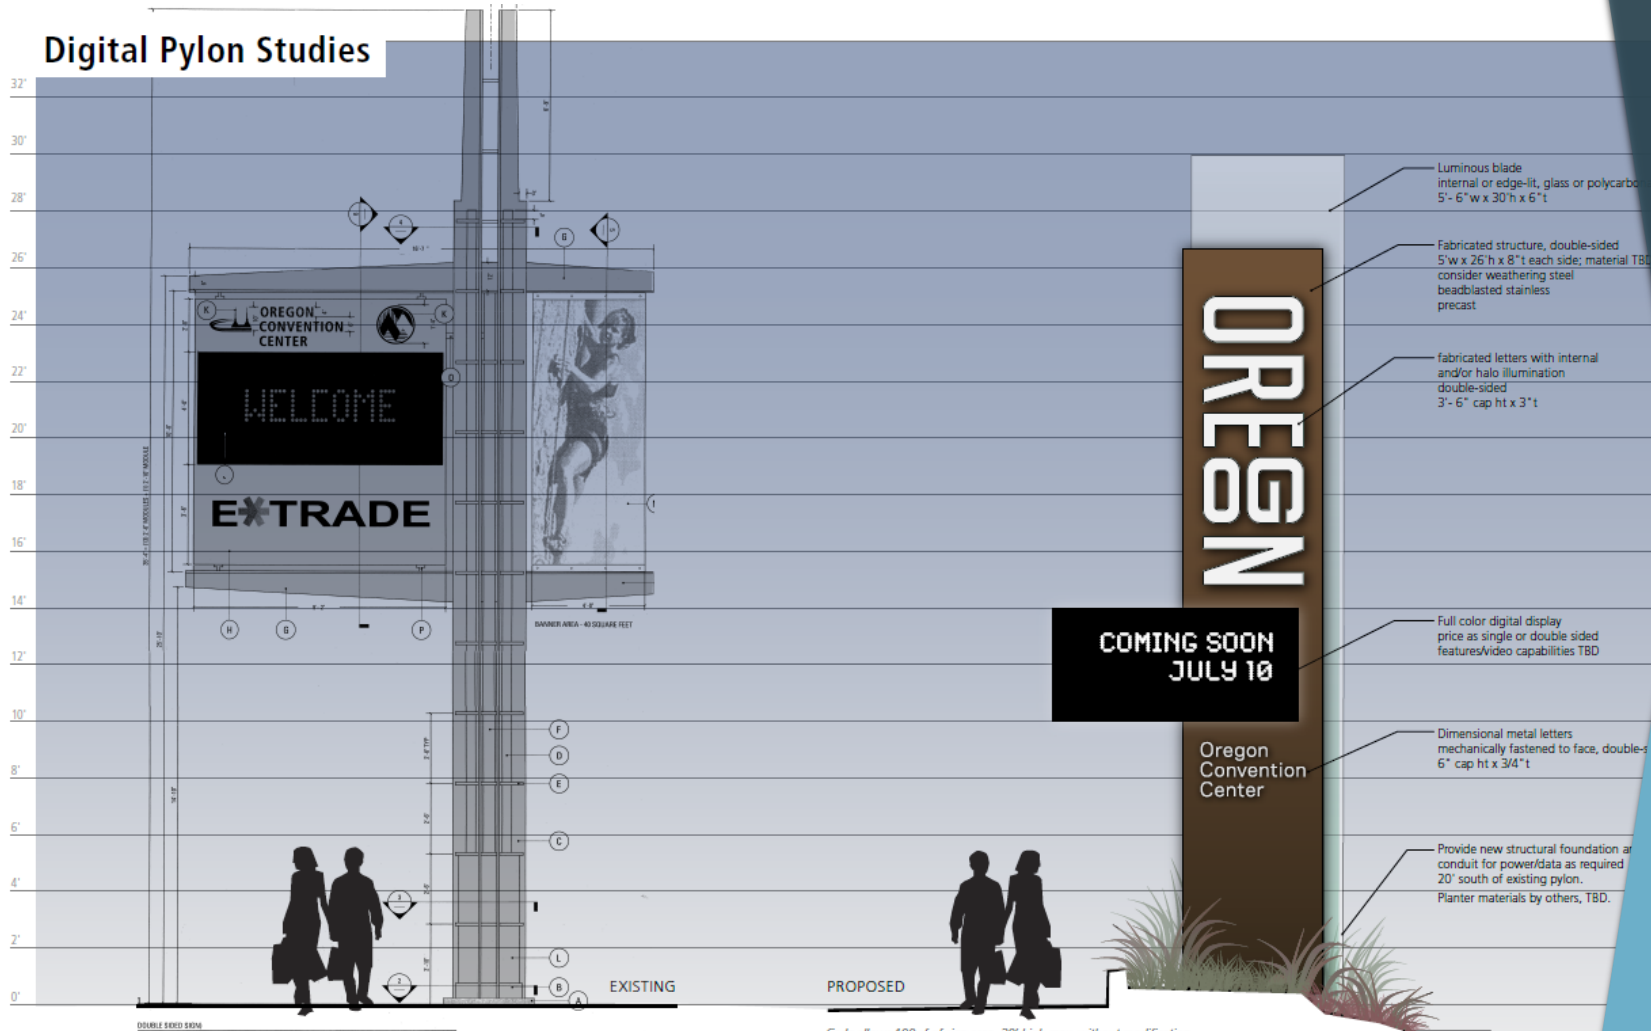 Digital Pylon Studies
32'
30'
28'
26'
24'
22'
20'
18'
16'
14'
12'
10'
8'
6'
4'
2'
0'
OREGON
CONVENTION
CENTER
WELCOME
E*TRADE
K
K
G
H
G
P
BANNER AREA - 40 SQUARE FEET
F
D
E
C
L
B
A
EXISTING
DOUBLE SIDED SIGN
PROPOSED
OREGON
COMING SOON
JULY 10
Oregon
Convention
Center
Luminous blade
internal or edge-lit, glass or polycarbo
5'- 6"w x 30'h x 6"t
Fabricated structure, double-sided
5'w x 26'h x 8"t each side; material TBD
consider weathering steel
beadblasted stainless
precast
fabricated letters with internal
and/or halo illumination
double-sided
3'- 6" cap ht x 3"t
Full color digital display
price as single or double sided
features/video capabilities TBD
Dimensional metal letters
mechanically fastened to face, double-s
6" cap ht x 3/4"t
Provide new structural foundation ar
conduit for power/data as required
20' south of existing pylon.
Planter materials by others, TBD.